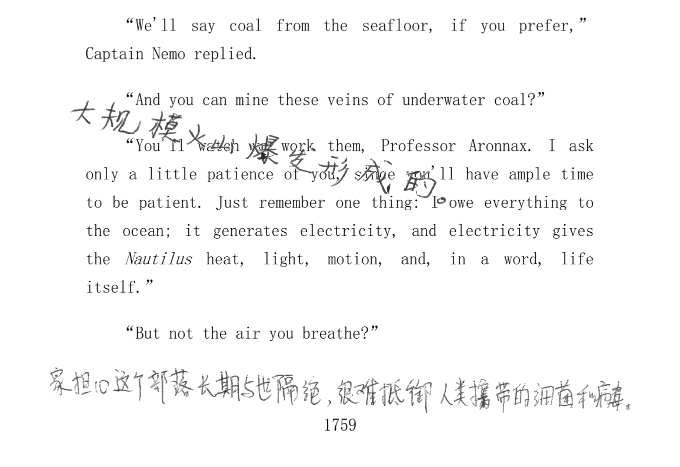 “We'll say coal from the seafloor, if you prefer,”
Captain Nemo replied.
“And you can mine these veins of underwater coal?”
大规模火山爆发形成的。
“You'll watch me work them, Professor Aronnax. I ask
only a little patience of you, since you'll have ample time
to be patient. Just remember one thing: I owe everything to
the ocean; it generates electricity, and electricity gives
the Nautilus heat, light, motion, and, in a word, life
itself.”
“But not the air you breathe?”
家担心这个部落长期与世隔绝，很难抵御人类携带的细菌和病毒。
1759